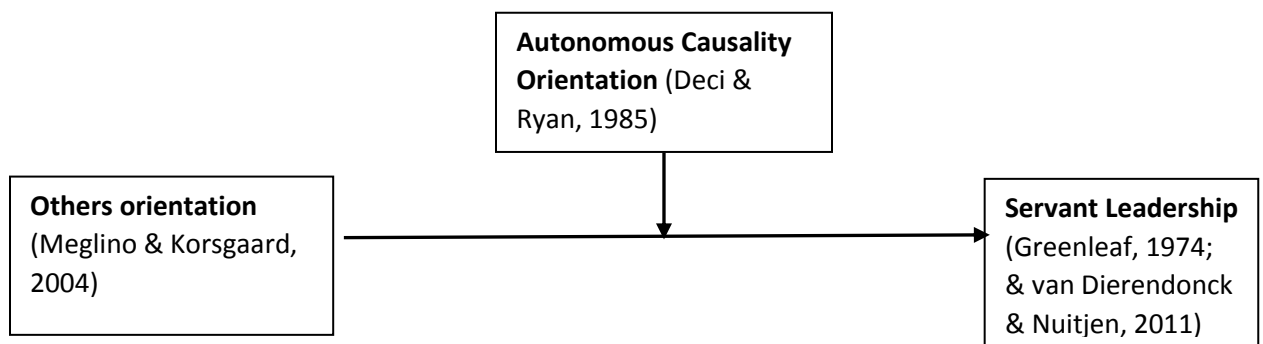 Autonomous Causality
Orientation (Deci &
Ryan, 1985)
Others orientation
(Meglino & Korsgaard,
2004)
Servant Leadership
(Greenleaf, 1974;
& van Dierendonck
& Nuitjen, 2011)